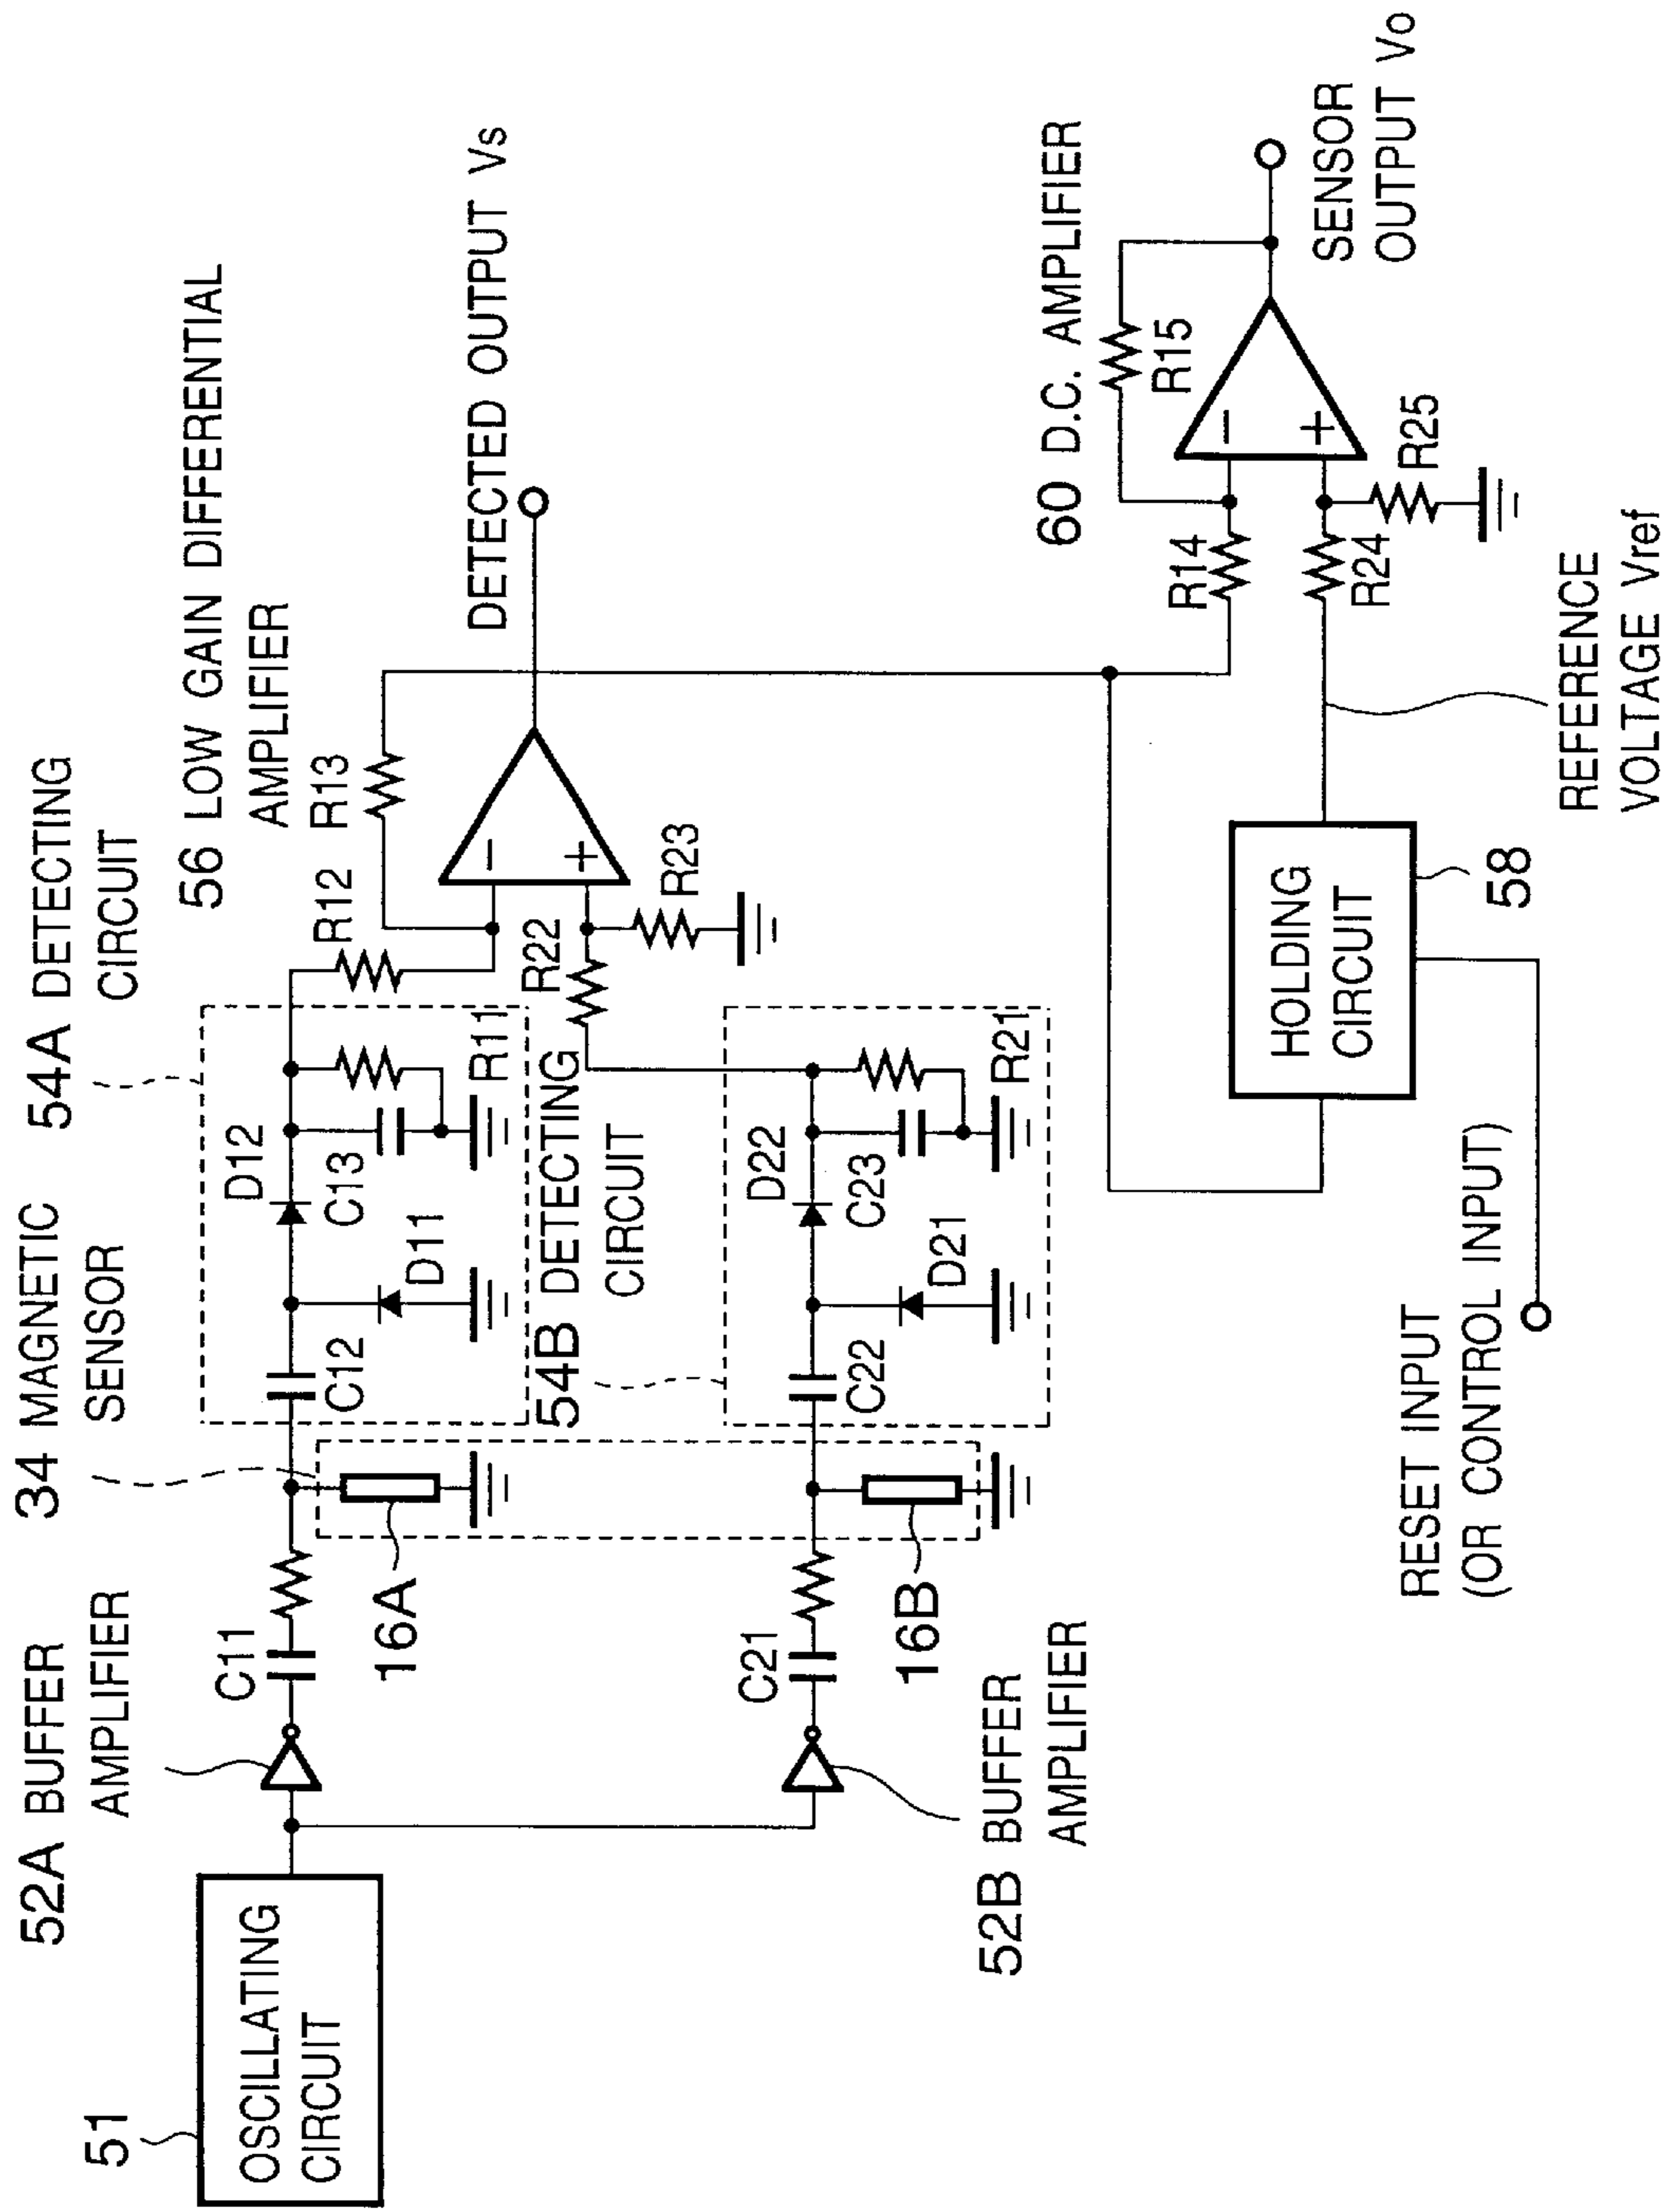 51
OSCILLATING
CIRCUIT
52A BUFFER
AMPLIFIER
52B BUFFER
AMPLIFIER
C11
C21
34 MAGNETIC
SENSOR
16A
16B
54A DETECTING
CIRCUIT
C12
D11
D12
C13
R11
54B DETECTING
CIRCUIT
C22
D21
D22
C23
R21
R12
R22
56 LOW GAIN DIFFERENTIAL
AMPLIFIER
R13
R23
−
+
DETECTED OUTPUT Vs
RESET INPUT
(OR CONTROL INPUT)
HOLDING
CIRCUIT
58
REFERENCE
VOLTAGE Vref
60 D.C. AMPLIFIER
R14
R24
R15
R25
−
+
SENSOR
OUTPUT Vo